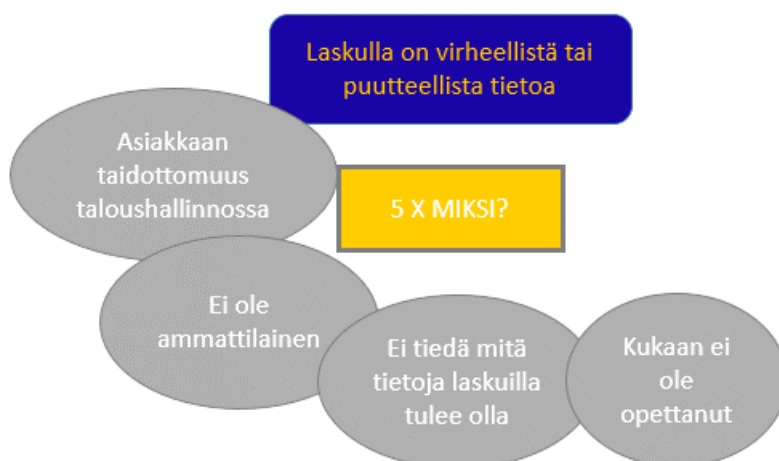 Laskulla on virheellistä tai
puutteellista tietoa
Asiakkaan
taidottomuus
taloushallinnossa
5 X MIKSI?
Ei ole
ammattilainen
Ei tiedä mitä
tietoja laskuilla
tulee olla
Kukaan ei
ole
opettanut